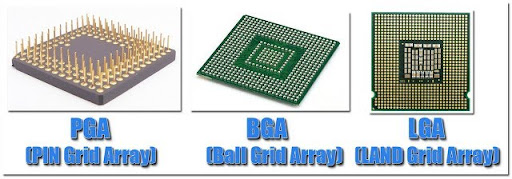 PGA
(PIN Grid Array)
BGA
(Ball Grid Array)
LGA
(LAND Grid Array)